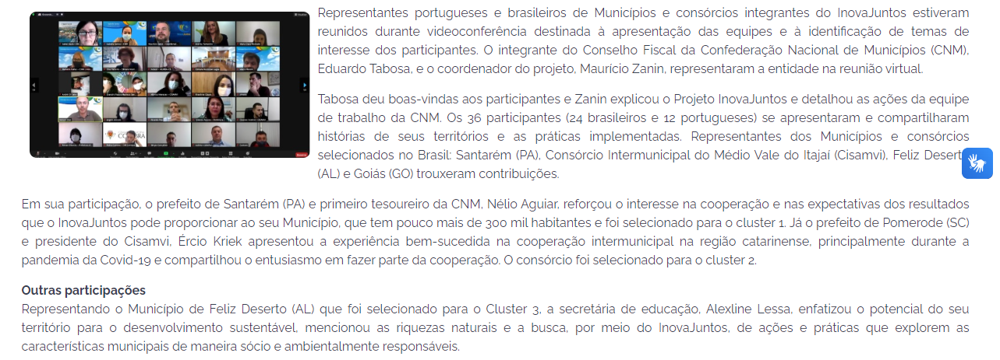 Representantes portugueses e brasileiros de Municípios e consórcios integrantes do InovaJuntos estiveram
reunidos durante videoconferência destinada à apresentação das equipes e à identificação de temas de
interesse dos participantes. O integrante do Conselho Fiscal da Confederação Nacional de Municípios (CNM),
Eduardo Tabosa, e o coordenador do projeto, Maurício Zanin, representaram a entidade na reunião virtual.
Tabosa deu boas-vindas aos participantes e Zanin explicou o Projeto InovaJuntos e detalhou as ações da equipe
de trabalho da CNM. Os 36 participantes (24 brasileiros e 12 portugueses) se apresentaram e compartilharam
histórias de seus territórios e as práticas implementadas. Representantes dos Municípios e consórcios
selecionados no Brasil: Santarém (PA), Consórcio Intermunicipal do Médio Vale do Itajaí (Cisamvi), Feliz Deserto
(AL) e Goiás (GO) trouxeram contribuições.
Em sua participação, o prefeito de Santarém (PA) e primeiro tesoureiro da CNM, Nélio Aguiar, reforçou o interesse na cooperação e nas expectativas dos resultados
que o InovaJuntos pode proporcionar ao seu Município, que tem pouco mais de 300 mil habitantes e foi selecionado para o cluster 1. Já o prefeito de Pomerode (SC)
e presidente do Cisamvi, Ércio Kriek apresentou a experiência bem-sucedida na cooperação intermunicipal na região catarinense, principalmente durante a
pandemia da Covid-19 e compartilhou o entusiasmo em fazer parte da cooperação. O consórcio foi selecionado para o cluster 2.
Outras participações
Representando o Município de Feliz Deserto (AL) que foi selecionado para o Cluster 3, a secretária de educação, Alexline Lessa, enfatizou o potencial do seu
território para o desenvolvimento sustentável, mencionou as riquezas naturais e a busca, por meio do InovaJuntos, de ações e práticas que explorem as
características municipais de maneira sócio e ambientalmente responsáveis.